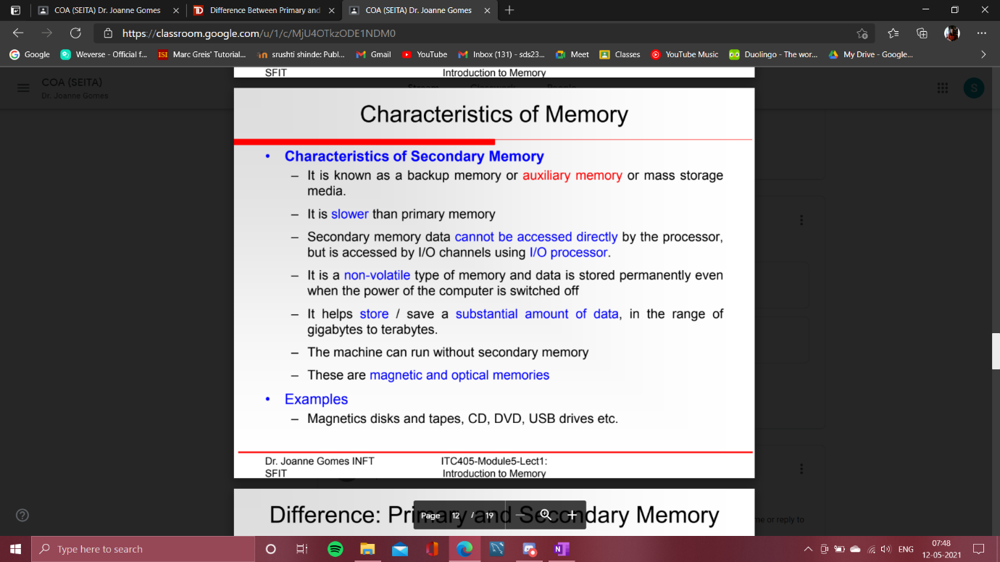 COA (SEITA) Dr. Joanne Gomes
Difference Between Primary and
COA (SEITA) Dr. Joanne Gomes
https://classroom.google.com/u/1/c/MjU4OTkzODE1NDM0
Google
Weverse - Official f...
ISI Marc Greis' Tutorial...
srushti shinde: Publ...
Gmail
YouTube
Inbox (131) - sds23...
Meet
Classes
YouTube Music
Duolingo - The wor...
My Drive - Google...
COA (SEITA)
Dr. Joanne Gomes
S
SFIT Introduction to Memory
Characteristics of Memory
• Characteristics of Secondary Memory
– It is known as a backup memory or auxiliary memory or mass storage
media.
– It is slower than primary memory
– Secondary memory data cannot be accessed directly by the processor,
but is accessed by I/O channels using I/O processor.
– It is a non-volatile type of memory and data is stored permanently even
when the power of the computer is switched off
– It helps store / save a substantial amount of data, in the range of
gigabytes to terabytes.
– The machine can run without secondary memory
– These are magnetic and optical memories
• Examples
– Magnetics disks and tapes, CD, DVD, USB drives etc.
Dr. Joanne Gomes INFT ITC405-Module5-Lect1:
SFIT Introduction to Memory
Difference: Primary and Secondary Memory
Page 12 / 19
me or reply to
Type here to search
ENG
07:48
12-05-2021